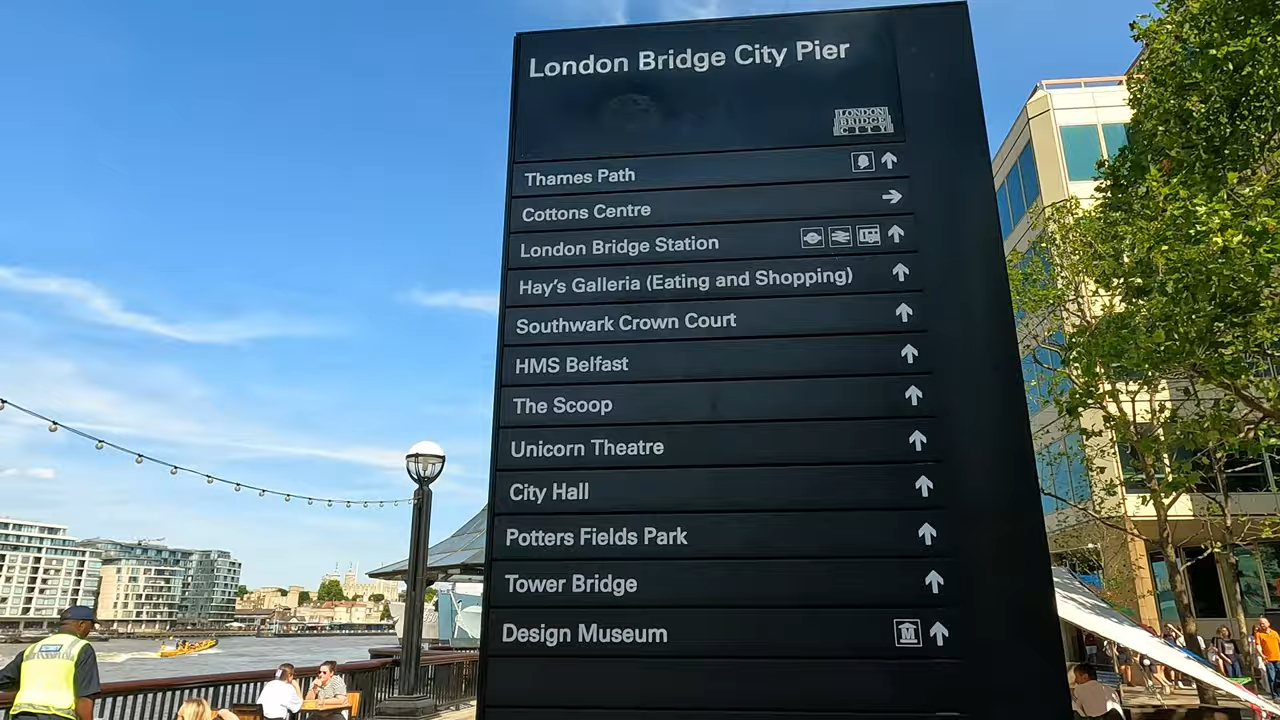 London Bridge City Pier
LONDON
BRIDGE
CITY
Thames Path
Cottons Centre
London Bridge Station
Hay's Galleria (Eating and Shopping)
Southwark Crown Court
HMS Belfast
The Scoop
Unicorn Theatre
City Hall
Potters Fields Park
Tower Bridge
Design Museum